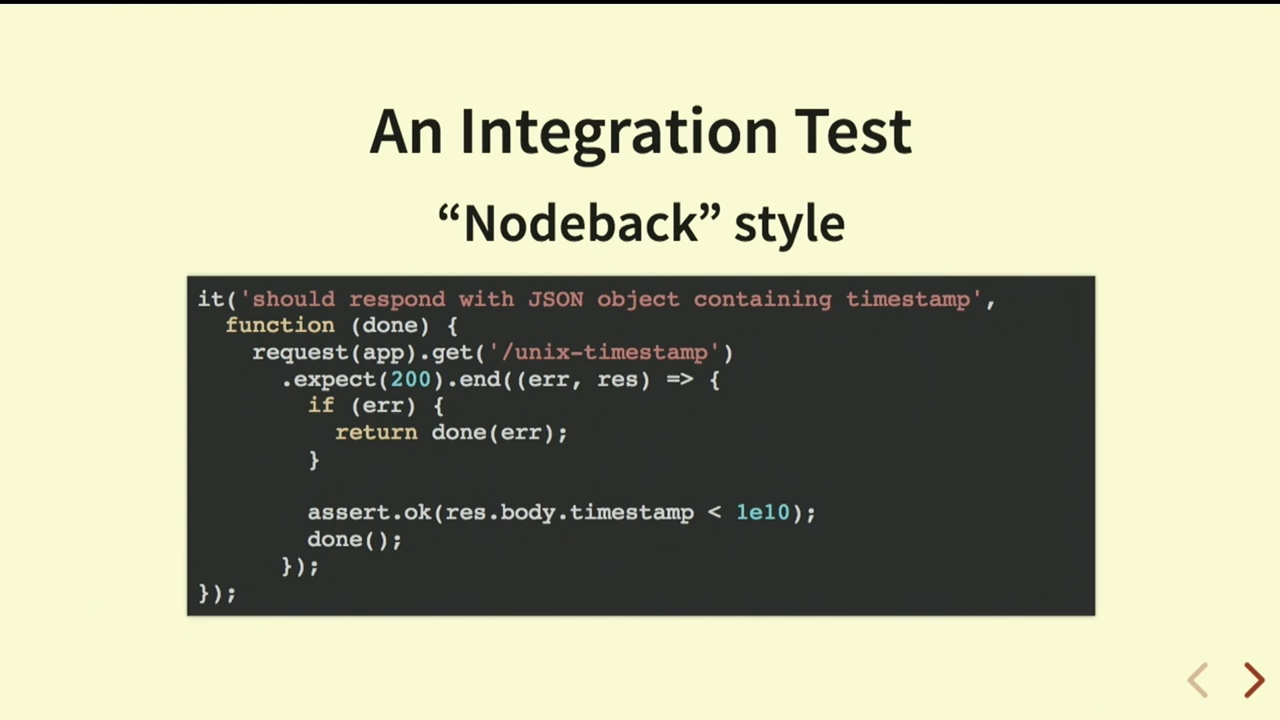 An Integration Test
“Nodeback” style
it('should respond with JSON object containing timestamp',
  function (done) {
    request(app).get('/unix-timestamp')
      .expect(200).end((err, res) => {
        if (err) {
          return done(err);
        }

        assert.ok(res.body.timestamp < 1e10);
        done();
      });
});